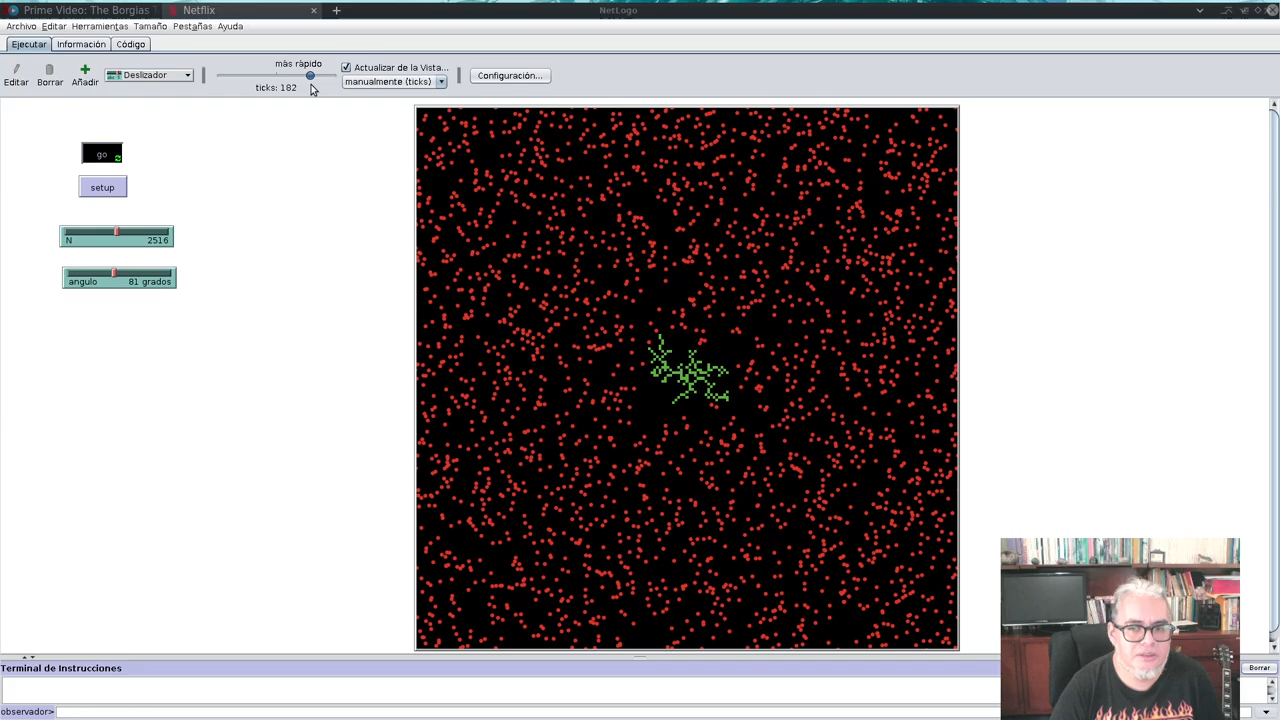 Prime Video: The Borgias
Netflix
NetLogo
Archivo Editar Herramientas Tamaño Pestañas Ayuda
Ejecutar Información Código
Editar Borrar Añadir Deslizador
más rápido
ticks: 182
Actualizar de la Vista...
manualmente (ticks)
Configuración...
go
setup
N 2516
angulo 81 grados
Terminal de Instrucciones
Borrar
observador>